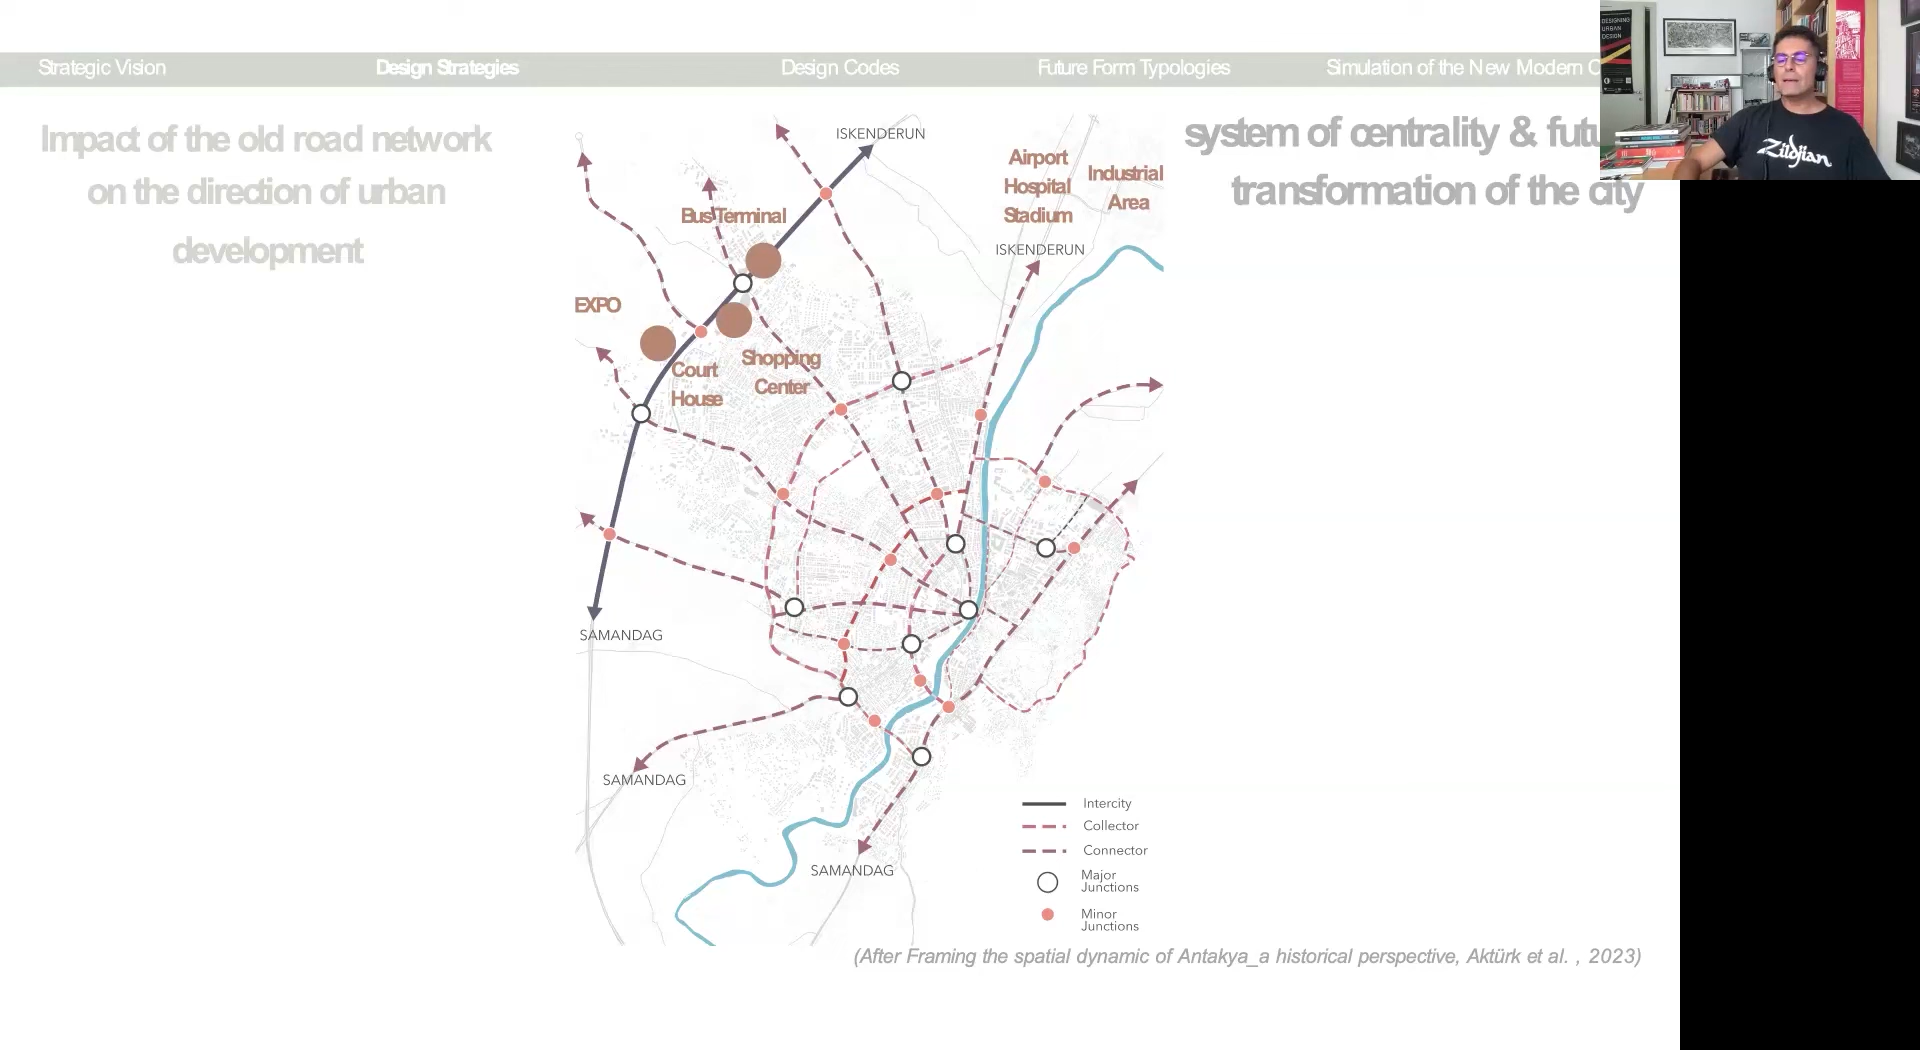 Strategic Vision
Design Strategies
Design Codes
Future Form Typologies
Simulation of the New Modern
Impact of the old road network
on the direction of urban
development
system of centrality &
transformation of the city
ISKENDERUN
Airport
Hospital
Stadium
Industrial
Area
Bus Terminal
ISKENDERUN
EXPO
Court
House
Shopping
Center
SAMANDAG
SAMANDAG
SAMANDAG
Intercity
Collector
Connector
Major
Junctions
Minor
Junctions
(After Framing the spatial dynamic of Antakya_a historical perspective, Aktürk et al. , 2023)
DESIGNING
URBAN
DESIGN
Zildjian